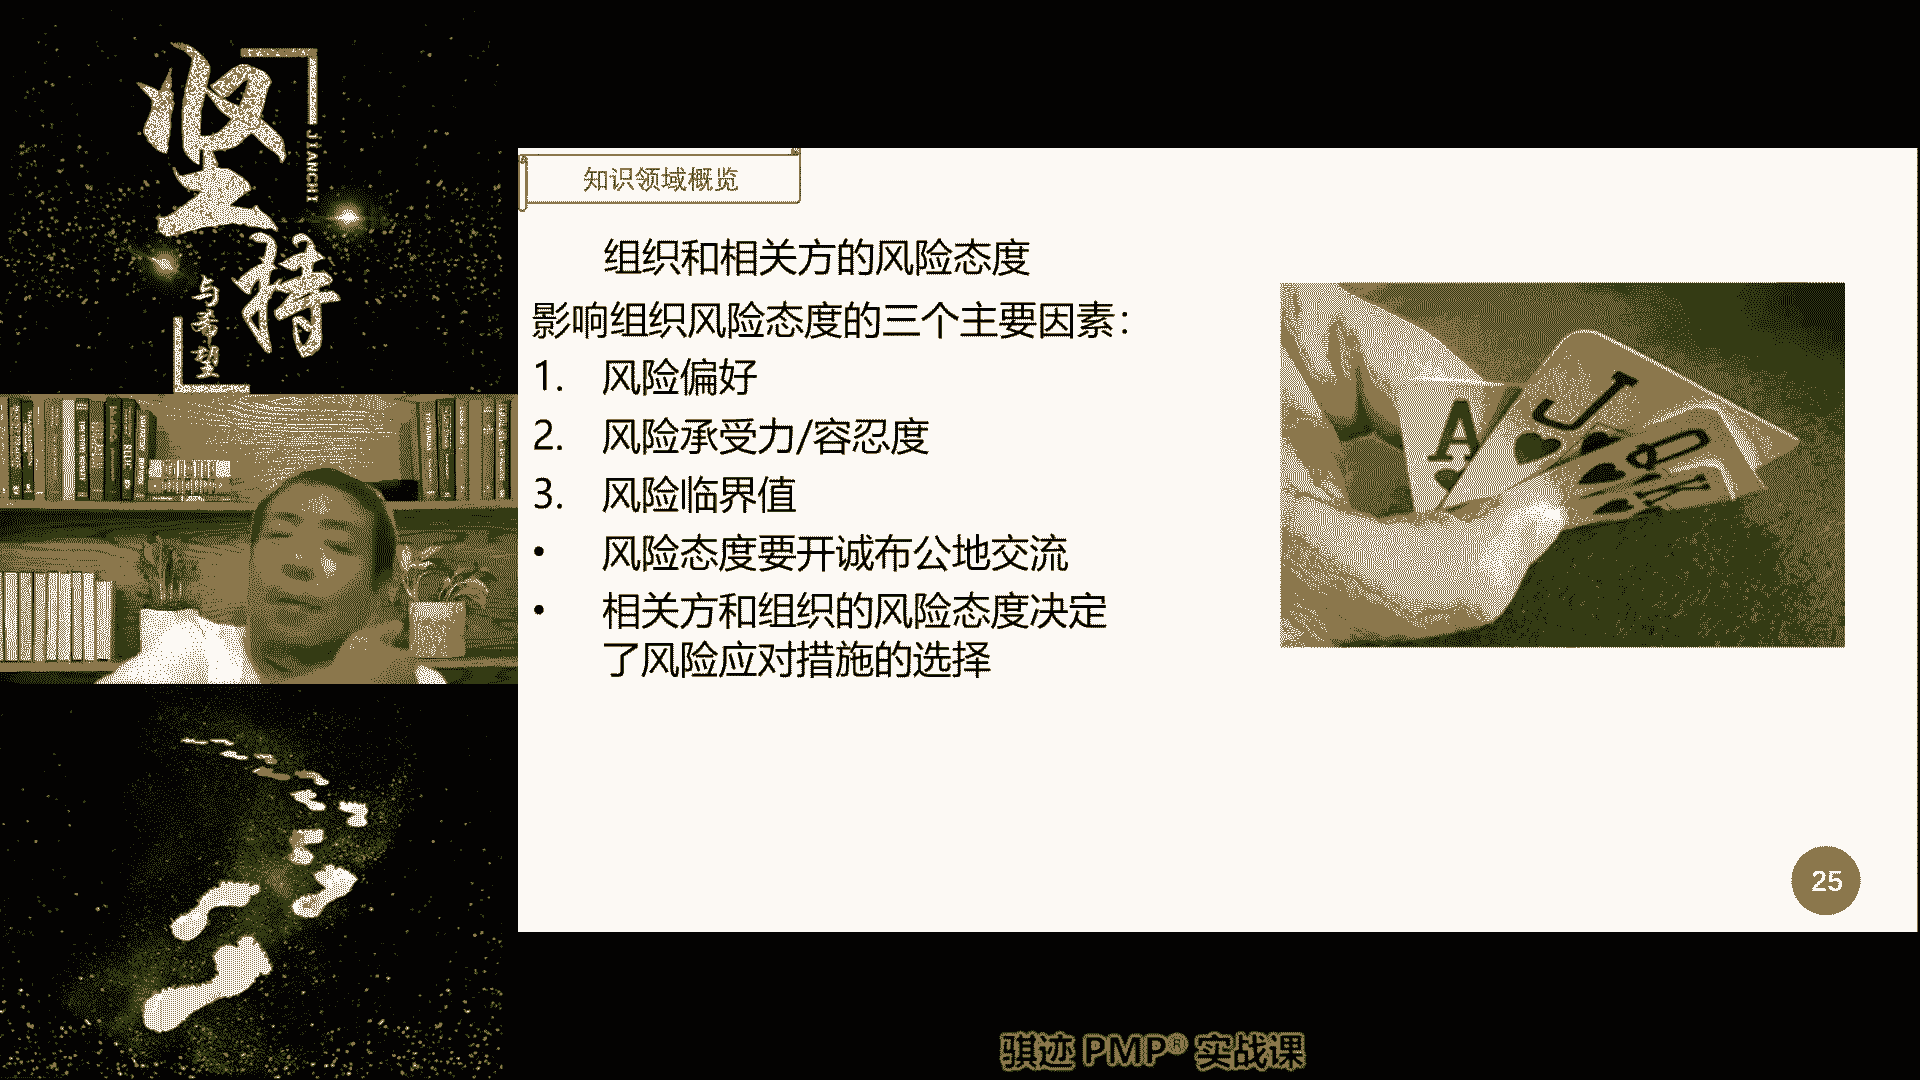 坚持
JIANCHI
与希望
知识领域概览
组织和相关方的风险态度
影响组织风险态度的三个主要因素：
1. 风险偏好
2. 风险承受力/容忍度
3. 风险临界值
• 风险态度要开诚布公地交流
• 相关方和组织的风险态度决定
了风险应对措施的选择
A
J
Q
K
25
骐迹 PMP® 实战课